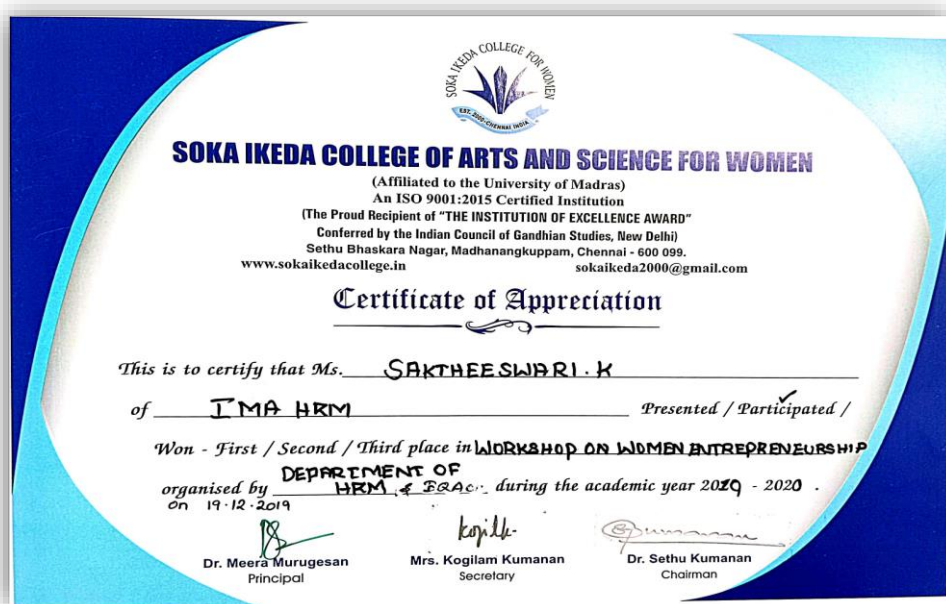 SOKA IKEDA COLLEGE FOR WOMEN
EST. 2000-CHENNAI INDIA
SOKA IKEDA COLLEGE OF ARTS AND SCIENCE FOR WOMEN
(Affiliated to the University of Madras)
An ISO 9001:2015 Certified Institution
(The Proud Recipient of "THE INSTITUTION OF EXCELLENCE AWARD"
Conferred by the Indian Council of Gandhian Studies, New Delhi)
Sethu Bhaskara Nagar, Madhanangkuppam, Chennai - 600 099.
www.sokaikedacollege.in sokaikeda2000@gmail.com
Certificate of Appreciation
This is to certify that Ms. SAKTHEESWARI.K
of I MA HRM Presented / Participated /
Won - First / Second / Third place in WORKSHOP ON WOMEN ENTREPRENEURSHIP
organised by DEPARTMENT OF HRM & IQAC during the academic year 2019 - 2020 .
on 19.12.2019
Dr. Meera Murugesan Mrs. Kogilam Kumanan Dr. Sethu Kumanan
Principal Secretary Chairman